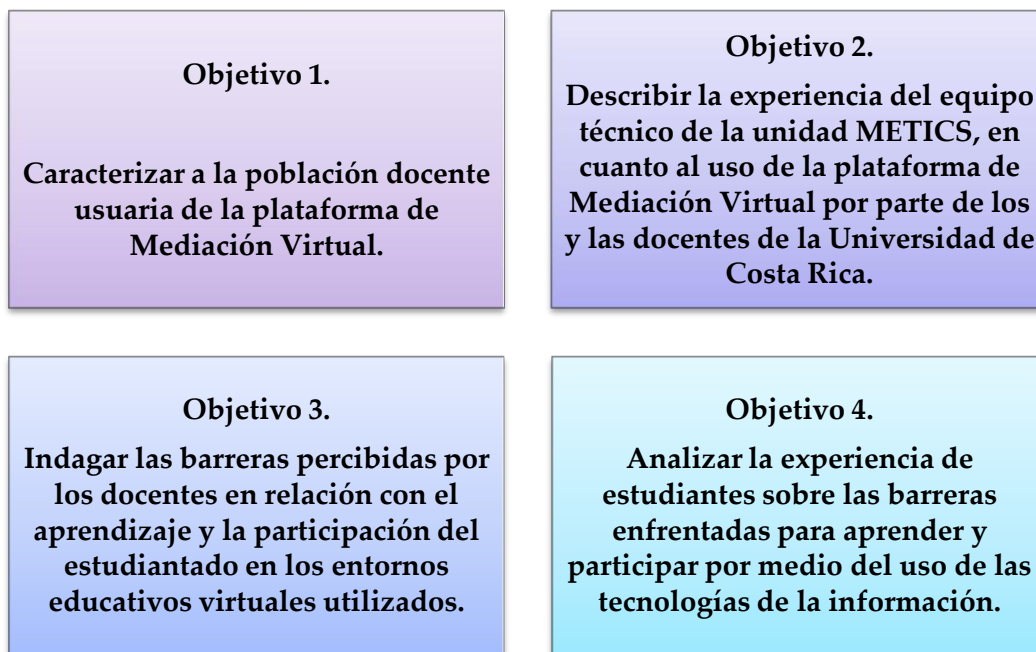 Objetivo 1.
Caracterizar a la población docente
usuaria de la plataforma de
Mediación Virtual.
Objetivo 2.
Describir la experiencia del equipo
técnico de la unidad METICS, en
cuanto al uso de la plataforma de
Mediación Virtual por parte de los
y las docentes de la Universidad de
Costa Rica.
Objetivo 3.
Indagar las barreras percibidas por
los docentes en relación con el
aprendizaje y la participación del
estudiantado en los entornos
educativos virtuales utilizados.
Objetivo 4.
Analizar la experiencia de
estudiantes sobre las barreras
enfrentadas para aprender y
participar por medio del uso de las
tecnologías de la información.